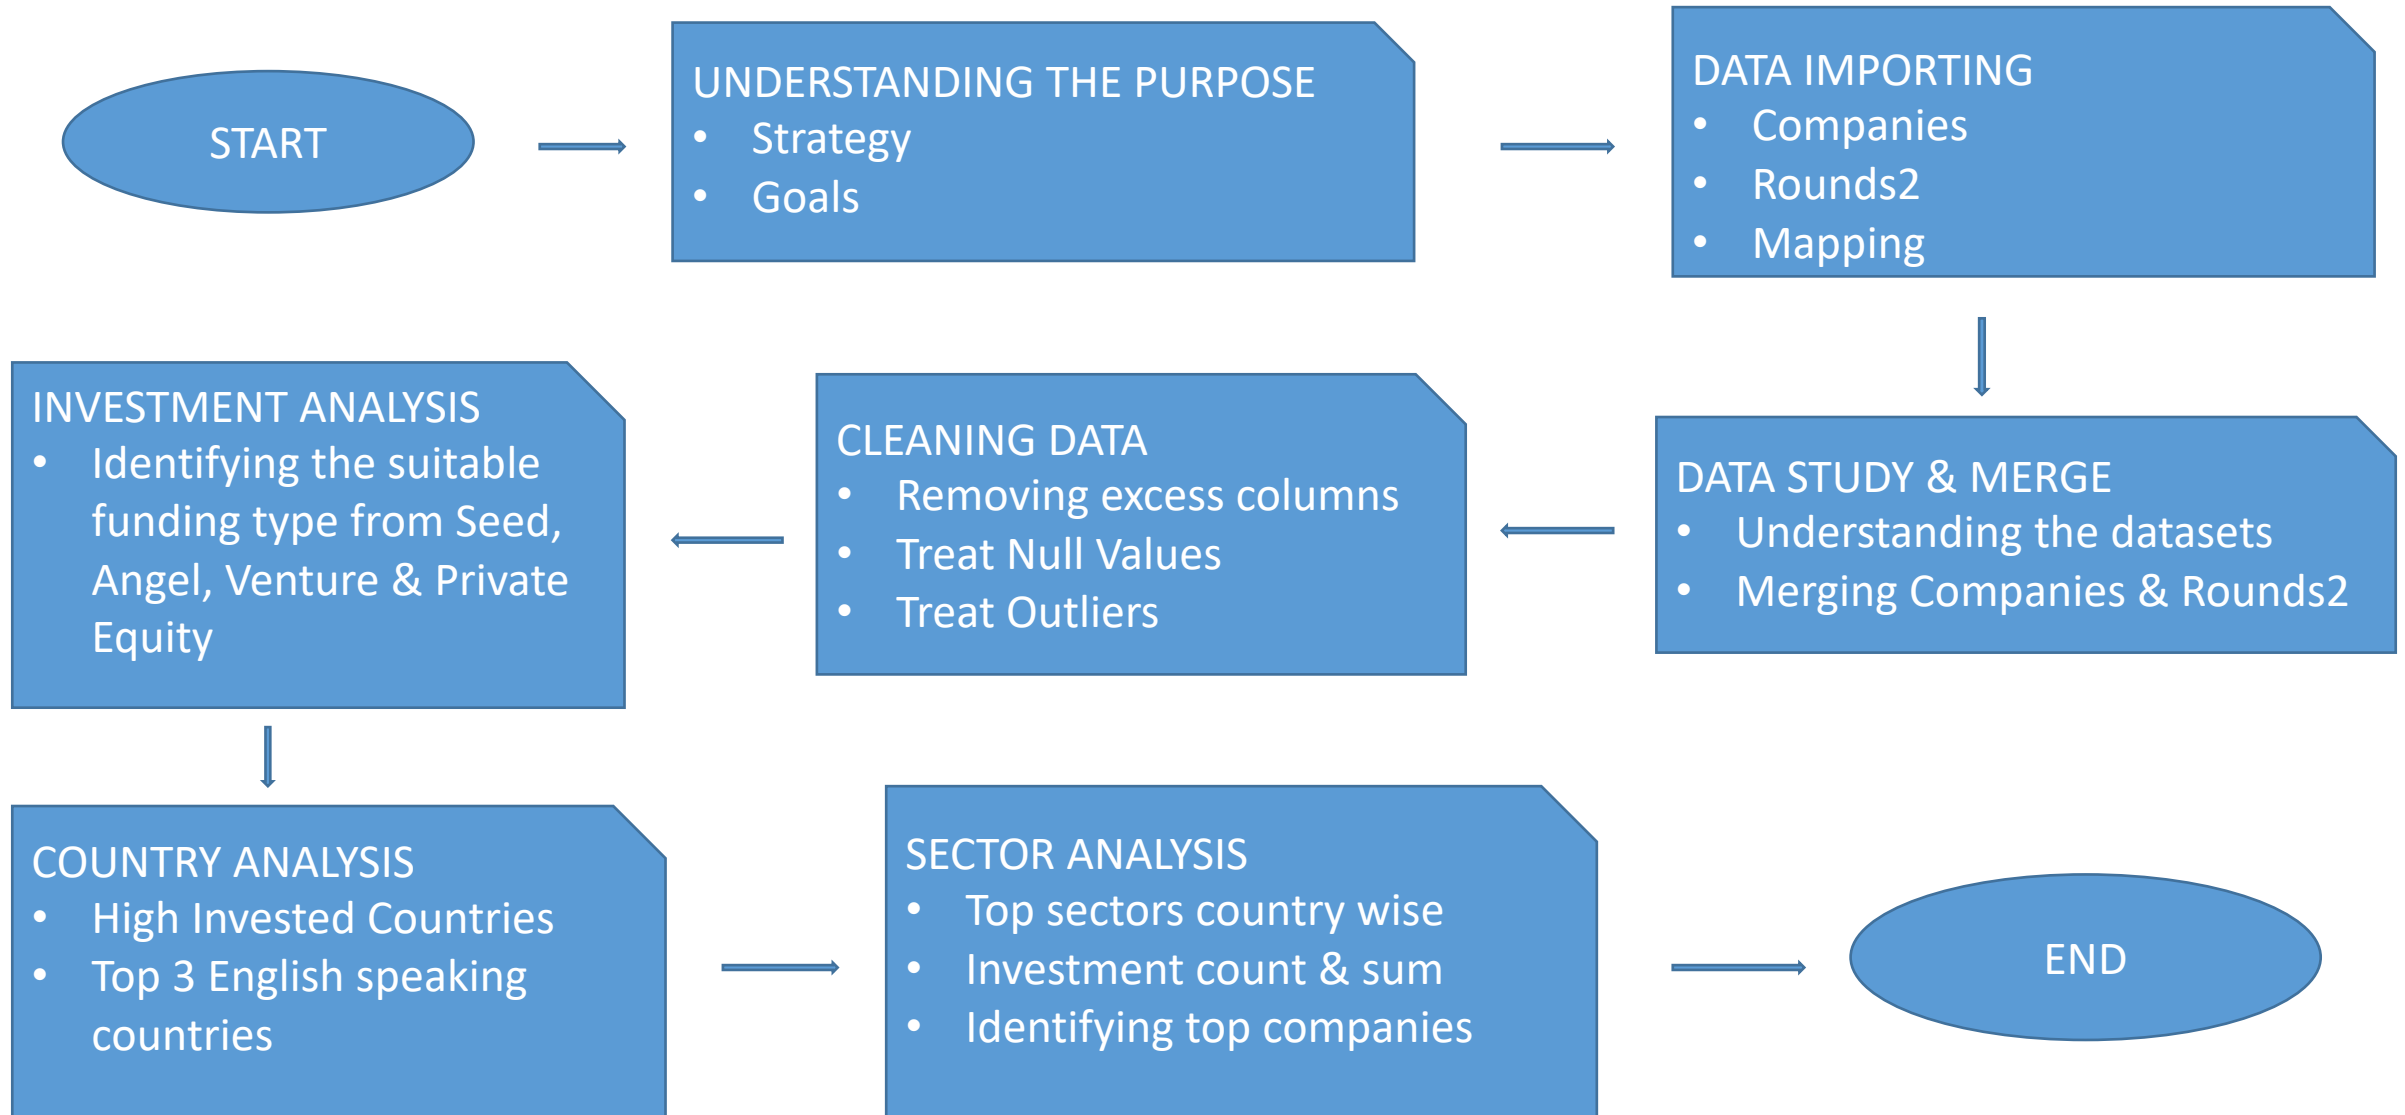 START
UNDERSTANDING THE PURPOSE
• Strategy
• Goals
DATA IMPORTING
• Companies
• Rounds2
• Mapping
DATA STUDY & MERGE
• Understanding the datasets
• Merging Companies & Rounds2
CLEANING DATA
• Removing excess columns
• Treat Null Values
• Treat Outliers
INVESTMENT ANALYSIS
• Identifying the suitable
funding type from Seed,
Angel, Venture & Private
Equity
COUNTRY ANALYSIS
• High Invested Countries
• Top 3 English speaking
countries
SECTOR ANALYSIS
• Top sectors country wise
• Investment count & sum
• Identifying top companies
END